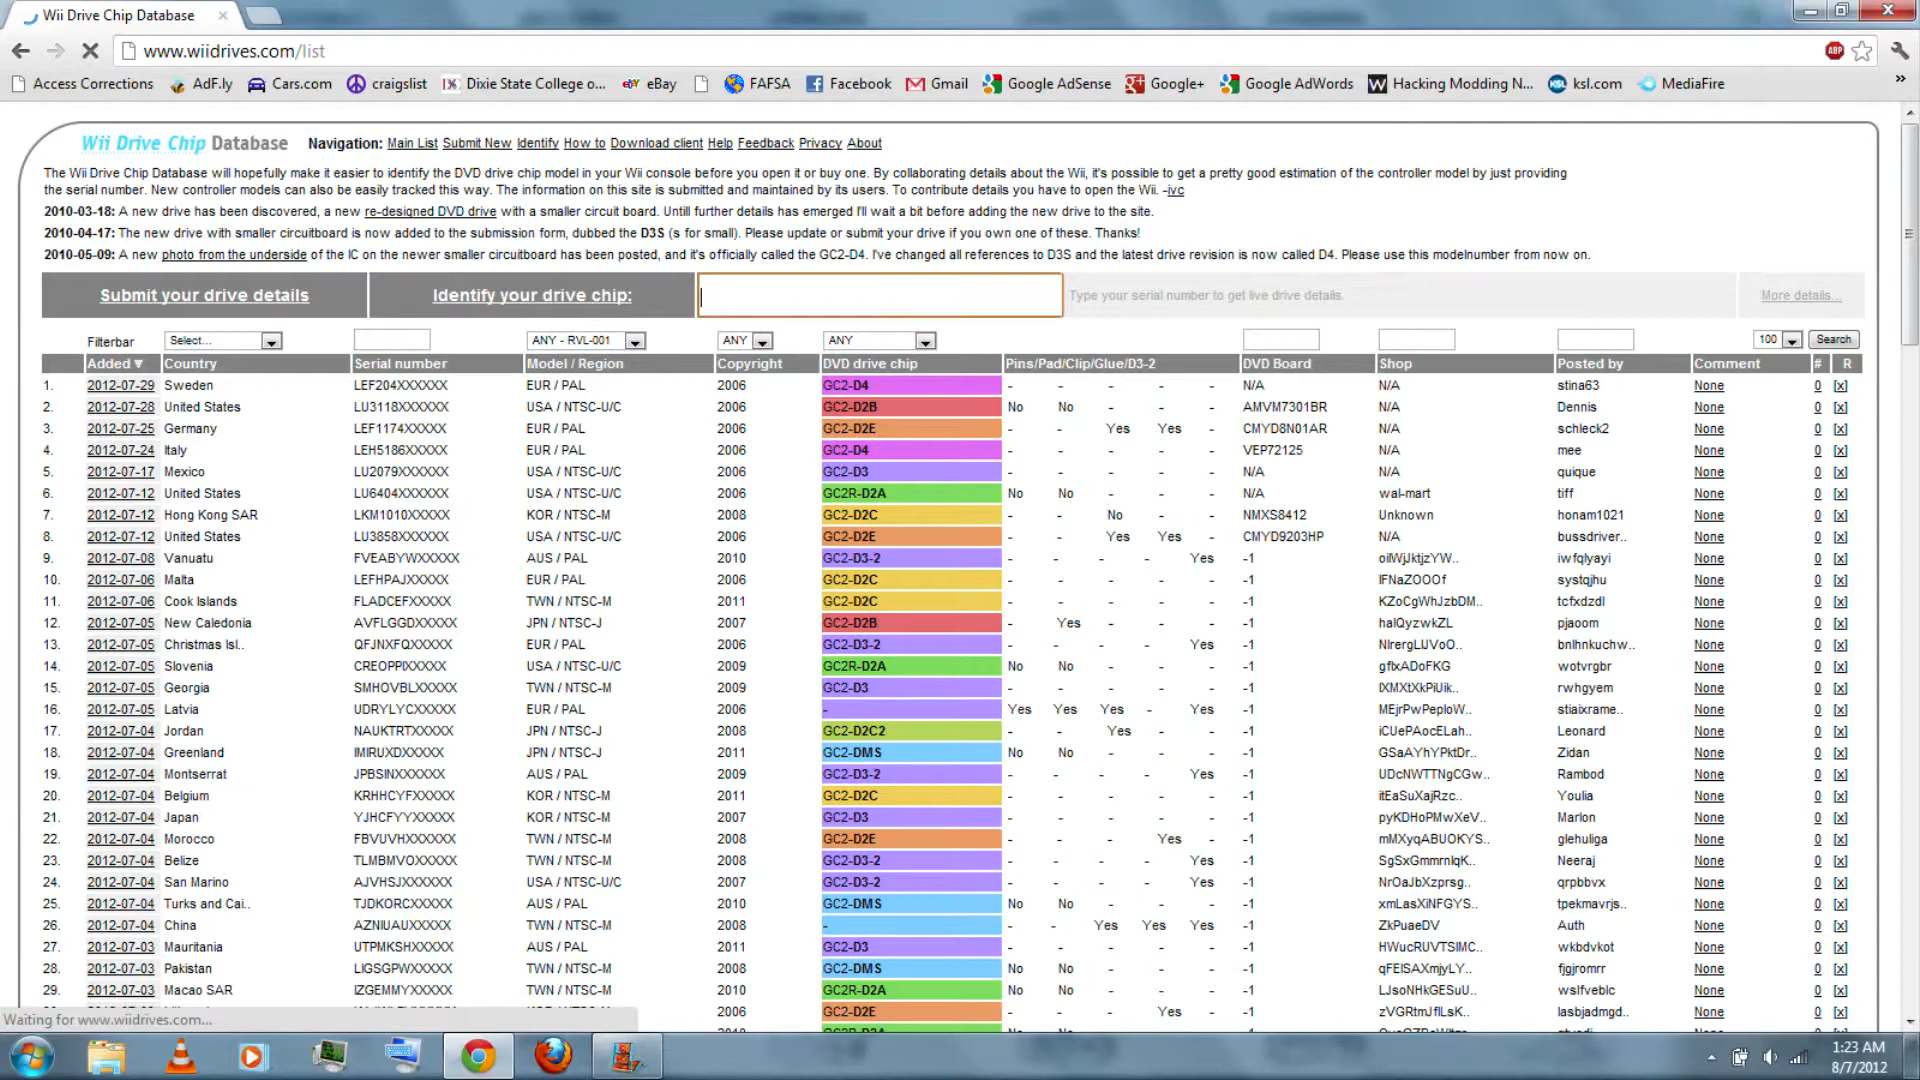 Wii Drive Chip Database
www.wiidrives.com/list
ABP
Access Corrections AdF.ly Cars.com craigslist Dixie State College o... eBay FAFSA Facebook Gmail Google AdSense Google+ Google AdWords Hacking Modding N... ksl.com MediaFire »
Wii Drive Chip Database Navigation: Main List Submit New Identify How to Download client Help Feedback Privacy About
The Wii Drive Chip Database will hopefully make it easier to identify the DVD drive chip model in your Wii console before you open it or buy one. By collaborating details about the Wii, it's possible to get a pretty good estimation of the controller model by just providing
the serial number. New controller models can also be easily tracked this way. The information on this site is submitted and maintained by its users. To contribute details you have to open the Wii. -ivc
2010-03-18: A new drive has been discovered, a new re-designed DVD drive with a smaller circuit board. Untill further details has emerged I'll wait a bit before adding the new drive to the site.
2010-04-17: The new drive with smaller circuitboard is now added to the submission form, dubbed the D3S (s for small). Please update or submit your drive if you own one of these. Thanks!
2010-05-09: A new photo from the underside of the IC on the newer smaller circuitboard has been posted, and it's officially called the GC2-D4. I've changed all references to D3S and the latest drive revision is now called D4. Please use this modelnumber from now on.
Submit your drive details Identify your drive chip: Type your serial number to get live drive details. More details...
Filterbar Select... ANY - RVL-001 ANY ANY 100 Search
Added ▼ Country Serial number Model / Region Copyright DVD drive chip Pins/Pad/Clip/Glue/D3-2 DVD Board Shop Posted by Comment # R
1. 2012-07-29 Sweden LEF204XXXXXX EUR / PAL 2006 GC2-D4 - - - - - N/A N/A stina63 None 0 [x]
2. 2012-07-28 United States LU3118XXXXXX USA / NTSC-U/C 2006 GC2-D2B No No - - - AMVM7301BR N/A Dennis None 0 [x]
3. 2012-07-25 Germany LEF1174XXXXX EUR / PAL 2006 GC2-D2E - - Yes Yes - CMYD8N01AR N/A schleck2 None 0 [x]
4. 2012-07-24 Italy LEH5186XXXXX EUR / PAL 2006 GC2-D4 - - - - - VEP72125 N/A mee None 0 [x]
5. 2012-07-17 Mexico LU2079XXXXXX USA / NTSC-U/C 2006 GC2-D3 - - - - - N/A N/A quique None 0 [x]
6. 2012-07-12 United States LU6404XXXXXX USA / NTSC-U/C 2006 GC2R-D2A No No - - - N/A wal-mart tiff None 0 [x]
7. 2012-07-12 Hong Kong SAR LKM1010XXXXX KOR / NTSC-M 2008 GC2-D2C - - No - - NMXS8412 Unknown honam1021 None 0 [x]
8. 2012-07-12 United States LU3858XXXXXX USA / NTSC-U/C 2006 GC2-D2E - - Yes Yes - CMYD9203HP N/A bussdriver.. None 0 [x]
9. 2012-07-08 Vanuatu FVEABYWXXXXX AUS / PAL 2010 GC2-D3-2 - - - - Yes -1 iwfqlyayi None 0 [x]
10. 2012-07-06 Malta LEFHPAJXXXXX EUR / PAL 2006 GC2-D2C - - - - - -1 systqjhu None 0 [x]
11. 2012-07-06 Cook Islands FLADCEFXXXXX TWN / NTSC-M 2011 GC2-D2C - - - - - -1 KZoCgWhJzbDM.. tcfxdzdl None 0 [x]
12. 2012-07-05 New Caledonia AVFLGGDXXXXX JPN / NTSC-J 2007 GC2-D2B - Yes - - - -1 pjaoom None 0 [x]
13. 2012-07-05 Christmas Isl.. QFJNXFQXXXXX EUR / PAL 2006 GC2-D3-2 - - - - Yes -1 bnlhnkuchw.. None 0 [x]
14. 2012-07-05 Slovenia CREOPPIXXXXX USA / NTSC-U/C 2009 GC2R-D2A No No - - - -1 wotvrgbr None 0 [x]
15. 2012-07-05 Georgia SMHOVBLXXXXX TWN / NTSC-M 2009 GC2-D3 - - - - - -1 rwhgyem None 0 [x]
16. 2012-07-05 Latvia UDRYLYCXXXXX EUR / PAL 2006 - Yes Yes Yes - Yes -1 MEjrPwPeploW.. stiaixrame.. None 0 [x]
17. 2012-07-04 Jordan NAUKTRTXXXXX JPN / NTSC-J 2008 GC2-D2C2 - - Yes - - -1 iCUePAocELah.. Leonard None 0 [x]
18. 2012-07-04 Greenland IMIRUXDXXXXX JPN / NTSC-J 2011 GC2-DMS No No - - - -1 GSaAYhYPktDr.. Zidan None 0 [x]
19. 2012-07-04 Montserrat JPBSINXXXXXX AUS / PAL 2009 GC2-D3-2 - - - - Yes -1 UDcNWTTNgCGw.. Rambod None 0 [x]
20. 2012-07-04 Belgium KRHHCYFXXXXX KOR / NTSC-M 2011 GC2-D2C - - - - - -1 itEaSuXajRzc.. Youlia None 0 [x]
21. 2012-07-04 Japan YJHCFYYXXXXX KOR / NTSC-M 2008 GC2-D3 - - - - - -1 pyKDHoPMwXeV.. Marlon None 0 [x]
22. 2012-07-04 Morocco FBVUVHXXXXXX TWN / NTSC-M 2008 GC2-D2E - - - Yes - -1 mMXyqABUOKYS.. glehuliga None 0 [x]
23. 2012-07-04 Belize TLMBMVOXXXXX TWN / NTSC-M 2008 GC2-D3-2 - - - - Yes -1 Neeraj None 0 [x]
24. 2012-07-04 San Marino AJVHSJXXXXXX USA / NTSC-U/C 2007 GC2-D3-2 - - - - Yes -1 NrOaJbXzprsg.. qrpbbvx None 0 [x]
25. 2012-07-04 Turks and Cai.. TJDKORCXXXXX AUS / PAL 2010 GC2-DMS No No - - - -1 xmLasXiNFGYS.. tpekmavrjs.. None 0 [x]
26. 2012-07-04 China AZNIUAUXXXXX TWN / NTSC-M 2008 - - - Yes Yes Yes -1 ZkPuaeDV Auth None 0 [x]
27. 2012-07-03 Mauritania UTPMKSHXXXXX AUS / PAL 2011 GC2-D3 - - - - - -1 wkbdvkot None 0 [x]
28. 2012-07-03 Pakistan LIGSGPWXXXXX TWN / NTSC-M 2008 GC2-DMS No No - - - -1 fjgjromrr None 0 [x]
29. 2012-07-03 Macao SAR IZGEMMYXXXXX TWN / NTSC-M 2009 GC2R-D2A No No - - - -1 LJsoNHkGESuU.. wslfveblc None 0 [x]
2006 GC2-D2E - - - Yes - -1 lasbjadmgd.. None 0 [x]
Waiting for www.wiidrives.com...
1:23 AM
8/7/2012